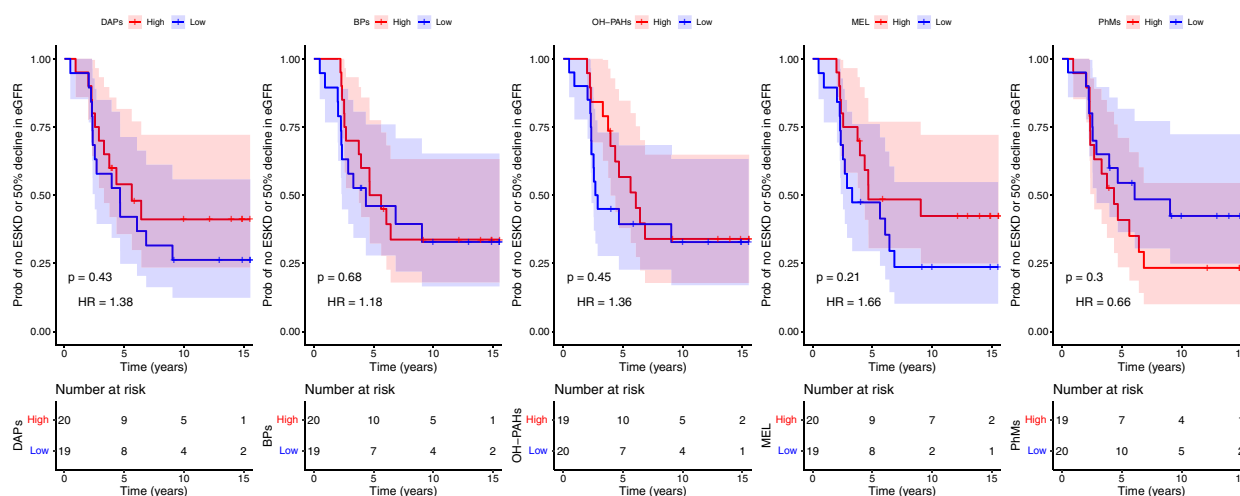 DAPs High Low
Prob of no ESKD or 50% decline in eGFR
1.00
0.75
0.50
0.25
0.00
p = 0.43
HR = 1.38
0 5 10 15
Time (years)
Number at risk
DAPs
High 20 9 5 1
Low 19 8 4 2
0 5 10 15
Time (years)
BPs High Low
Prob of no ESKD or 50% decline in eGFR
1.00
0.75
0.50
0.25
0.00
p = 0.68
HR = 1.18
0 5 10 15
Time (years)
Number at risk
BPs
High 20 10 5 1
Low 19 7 4 2
0 5 10 15
Time (years)
OH−PAHs High Low
Prob of no ESKD or 50% decline in eGFR
1.00
0.75
0.50
0.25
0.00
p = 0.45
HR = 1.36
0 5 10 15
Time (years)
Number at risk
OH−PAHs
High 19 10 5 2
Low 20 7 4 1
0 5 10 15
Time (years)
MEL High Low
Prob of no ESKD or 50% decline in eGFR
1.00
0.75
0.50
0.25
0.00
p = 0.21
HR = 1.66
0 5 10 15
Time (years)
Number at risk
MEL
High 20 9 7 2
Low 19 8 2 1
0 5 10 15
Time (years)
PhMs High Low
Prob of no ESKD or 50% decline in eGFR
1.00
0.75
0.50
0.25
0.00
p = 0.3
HR = 0.66
0 5 10 15
Time (years)
Number at risk
PhMs
High 19 7 4
Low 20 10 5 2
0 5 10 15
Time (years)